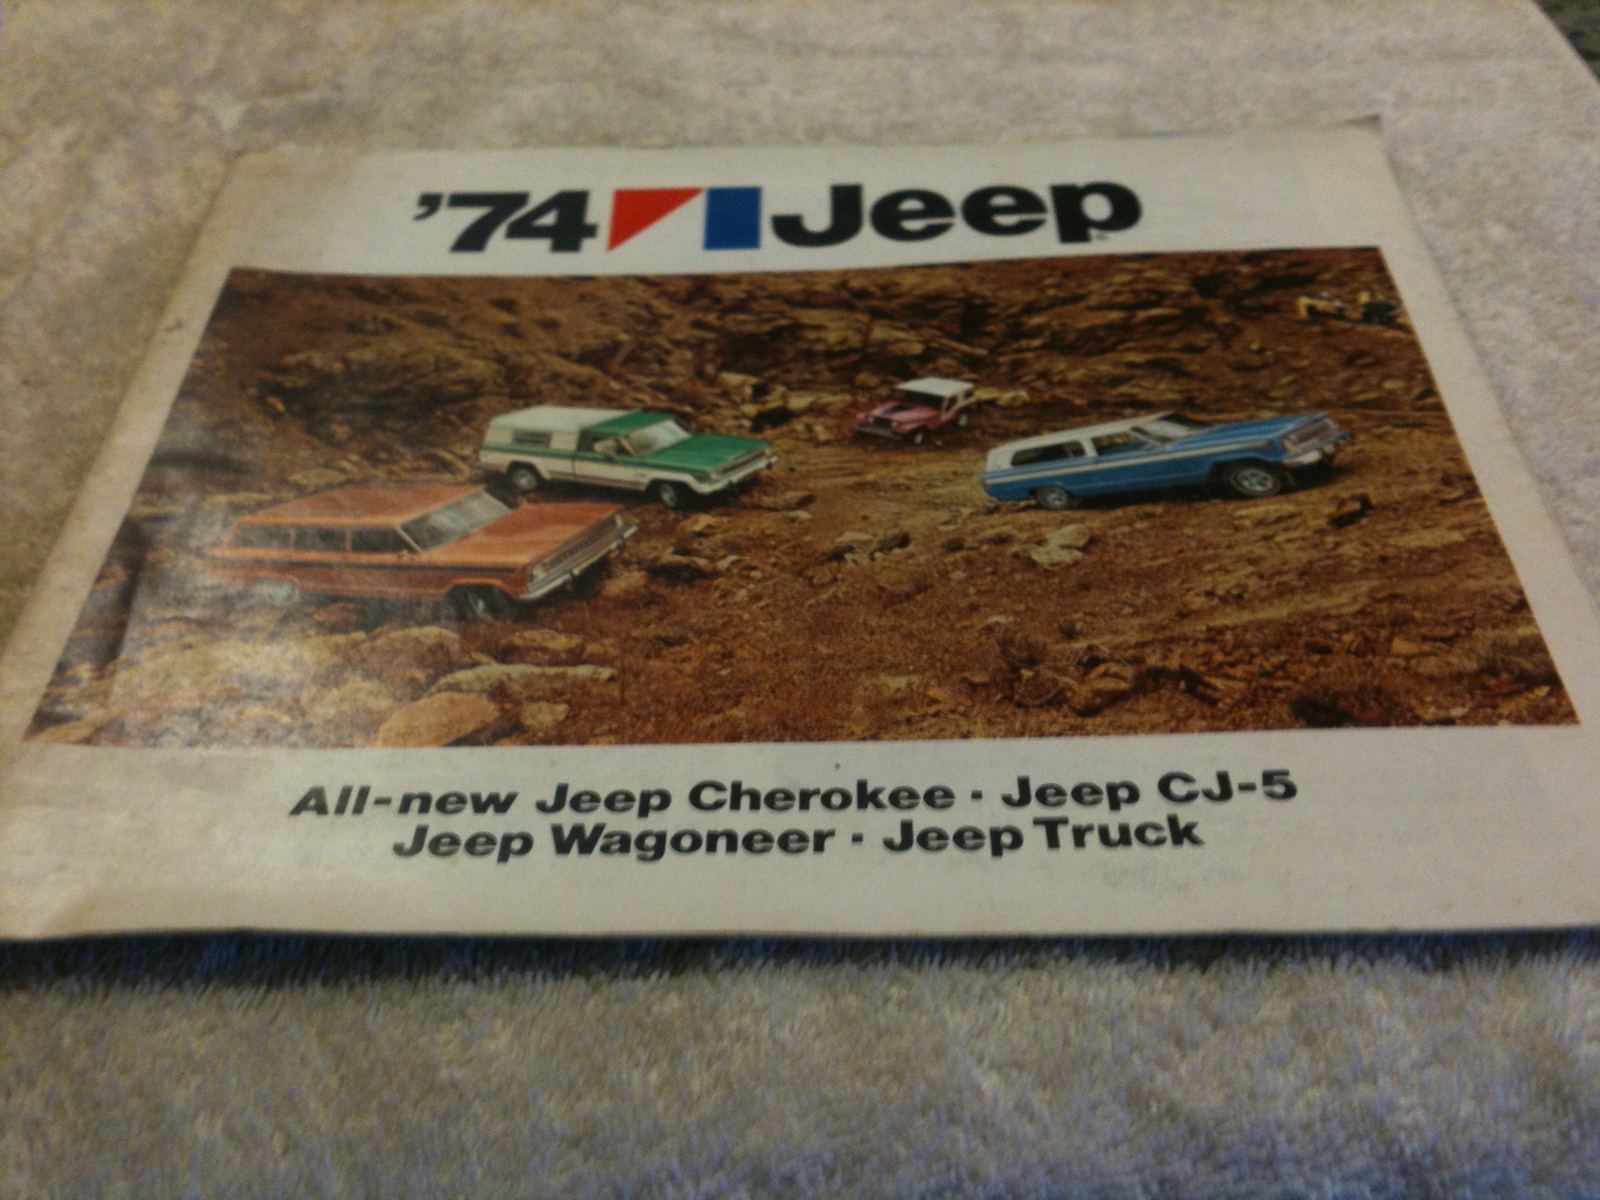 '74 Jeep
All-new Jeep Cherokee · Jeep CJ-5
Jeep Wagoneer · Jeep Truck